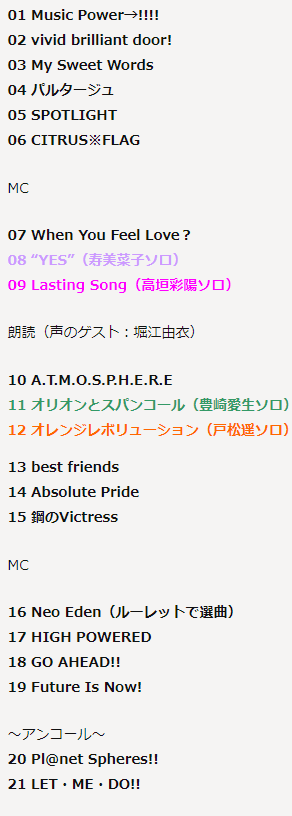 01 Music Power→!!!!
02 vivid brilliant door!
03 My Sweet Words
04 パルタージュ
05 SPOTLIGHT
06 CITRUS※FLAG
MC
07 When You Feel Love？
08 “YES”（寿美菜子ソロ）
09 Lasting Song（高垣彩陽ソロ）
朗読（声のゲスト：堀江由衣）
10 A.T.M.O.S.P.H.E.R.E
11 オリオンとスパンコール（豊崎愛生ソロ）
12 オレンジレボリューション（戸松遥ソロ）
13 best friends
14 Absolute Pride
15 鋼のVictress
MC
16 Neo Eden（ルーレットで選曲）
17 HIGH POWERED
18 GO AHEAD!!
19 Future Is Now!
～アンコール～
20 Pl@net Spheres!!
21 LET・ME・DO!!